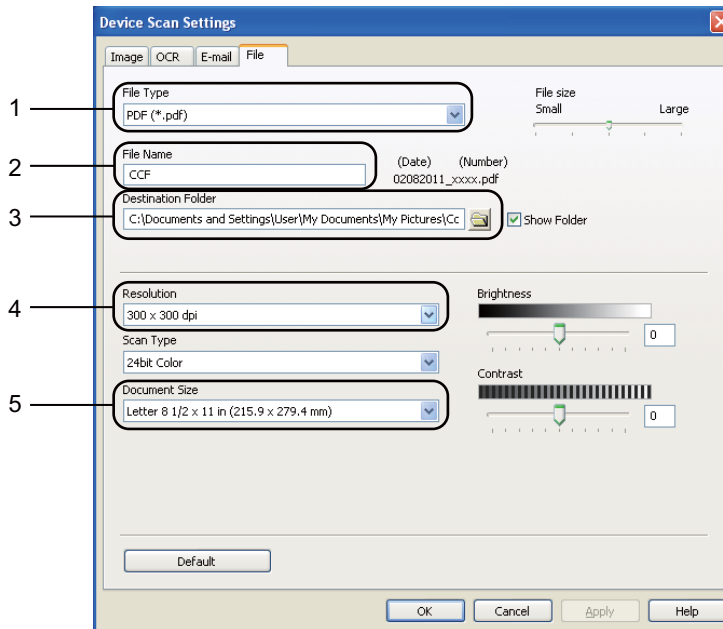 Device Scan Settings
Image OCR E-mail File
1
File Type
PDF (*.pdf)
File size
Small Large
2
File Name
CCF
(Date) (Number)
02082011_xxxx.pdf
3
Destination Folder
C:\Documents and Settings\User\My Documents\My Pictures\Cc
Show Folder
4
Resolution
300 x 300 dpi
Brightness
0
Scan Type
24bit Color
Contrast
0
5
Document Size
Letter 8 1/2 x 11 in (215.9 x 279.4 mm)
Default
OK Cancel Apply Help